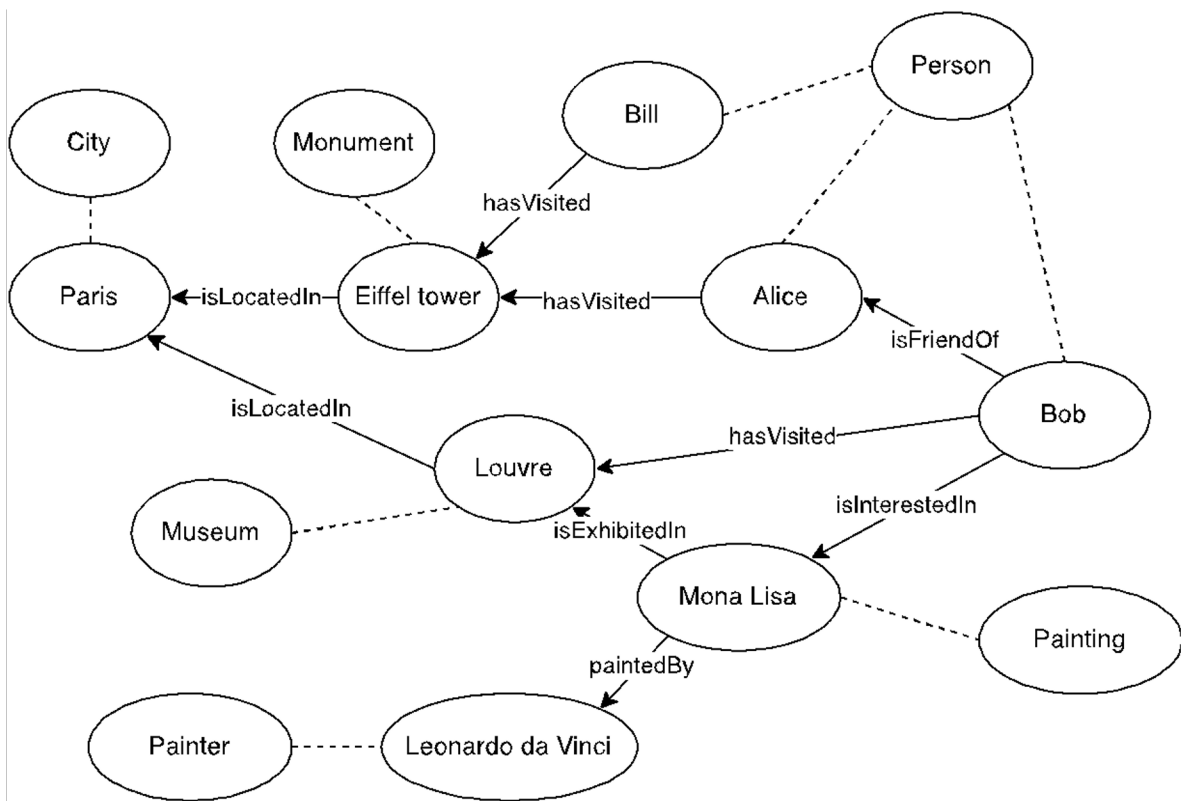 Person
Bill
City
Monument
hasVisited
Paris
isLocatedIn
Eiffel tower
hasVisited
Alice
isFriendOf
isLocatedIn
Bob
hasVisited
Louvre
isInterestedIn
Museum
isExhibitedIn
Mona Lisa
Painting
paintedBy
Painter
Leonardo da Vinci